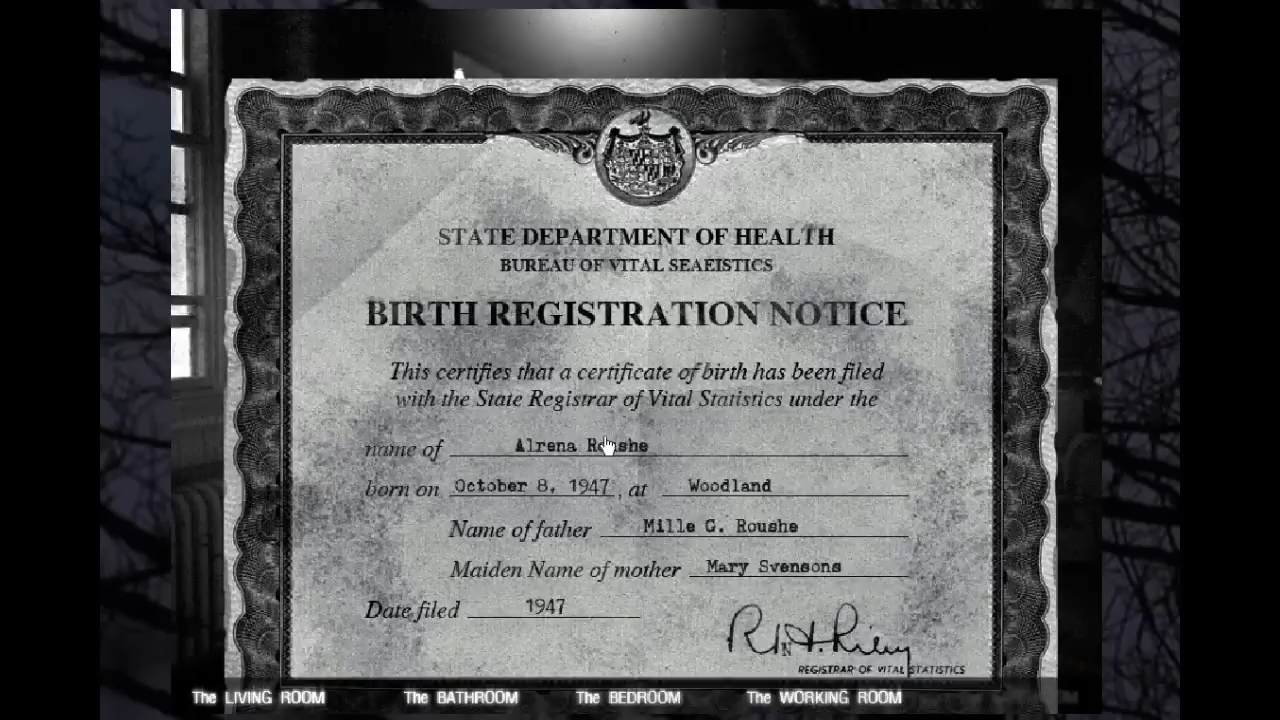 STATE DEPARTMENT OF HEALTH
BUREAU OF VITAL SEAEISTICS
BIRTH REGISTRATION NOTICE
This certifies that a certificate of birth has been filed
with the State Registrar of Vital Statistics under the
name of Alrena Roushe
born on October 8, 1947, at Woodland
Name of father Mille G. Roushe
Maiden Name of mother Mary Svensons
Date filed 1947
REGISTRAR OF VITAL STATISTICS
The LIVING ROOM The BATHROOM The BEDROOM The WORKING ROOM